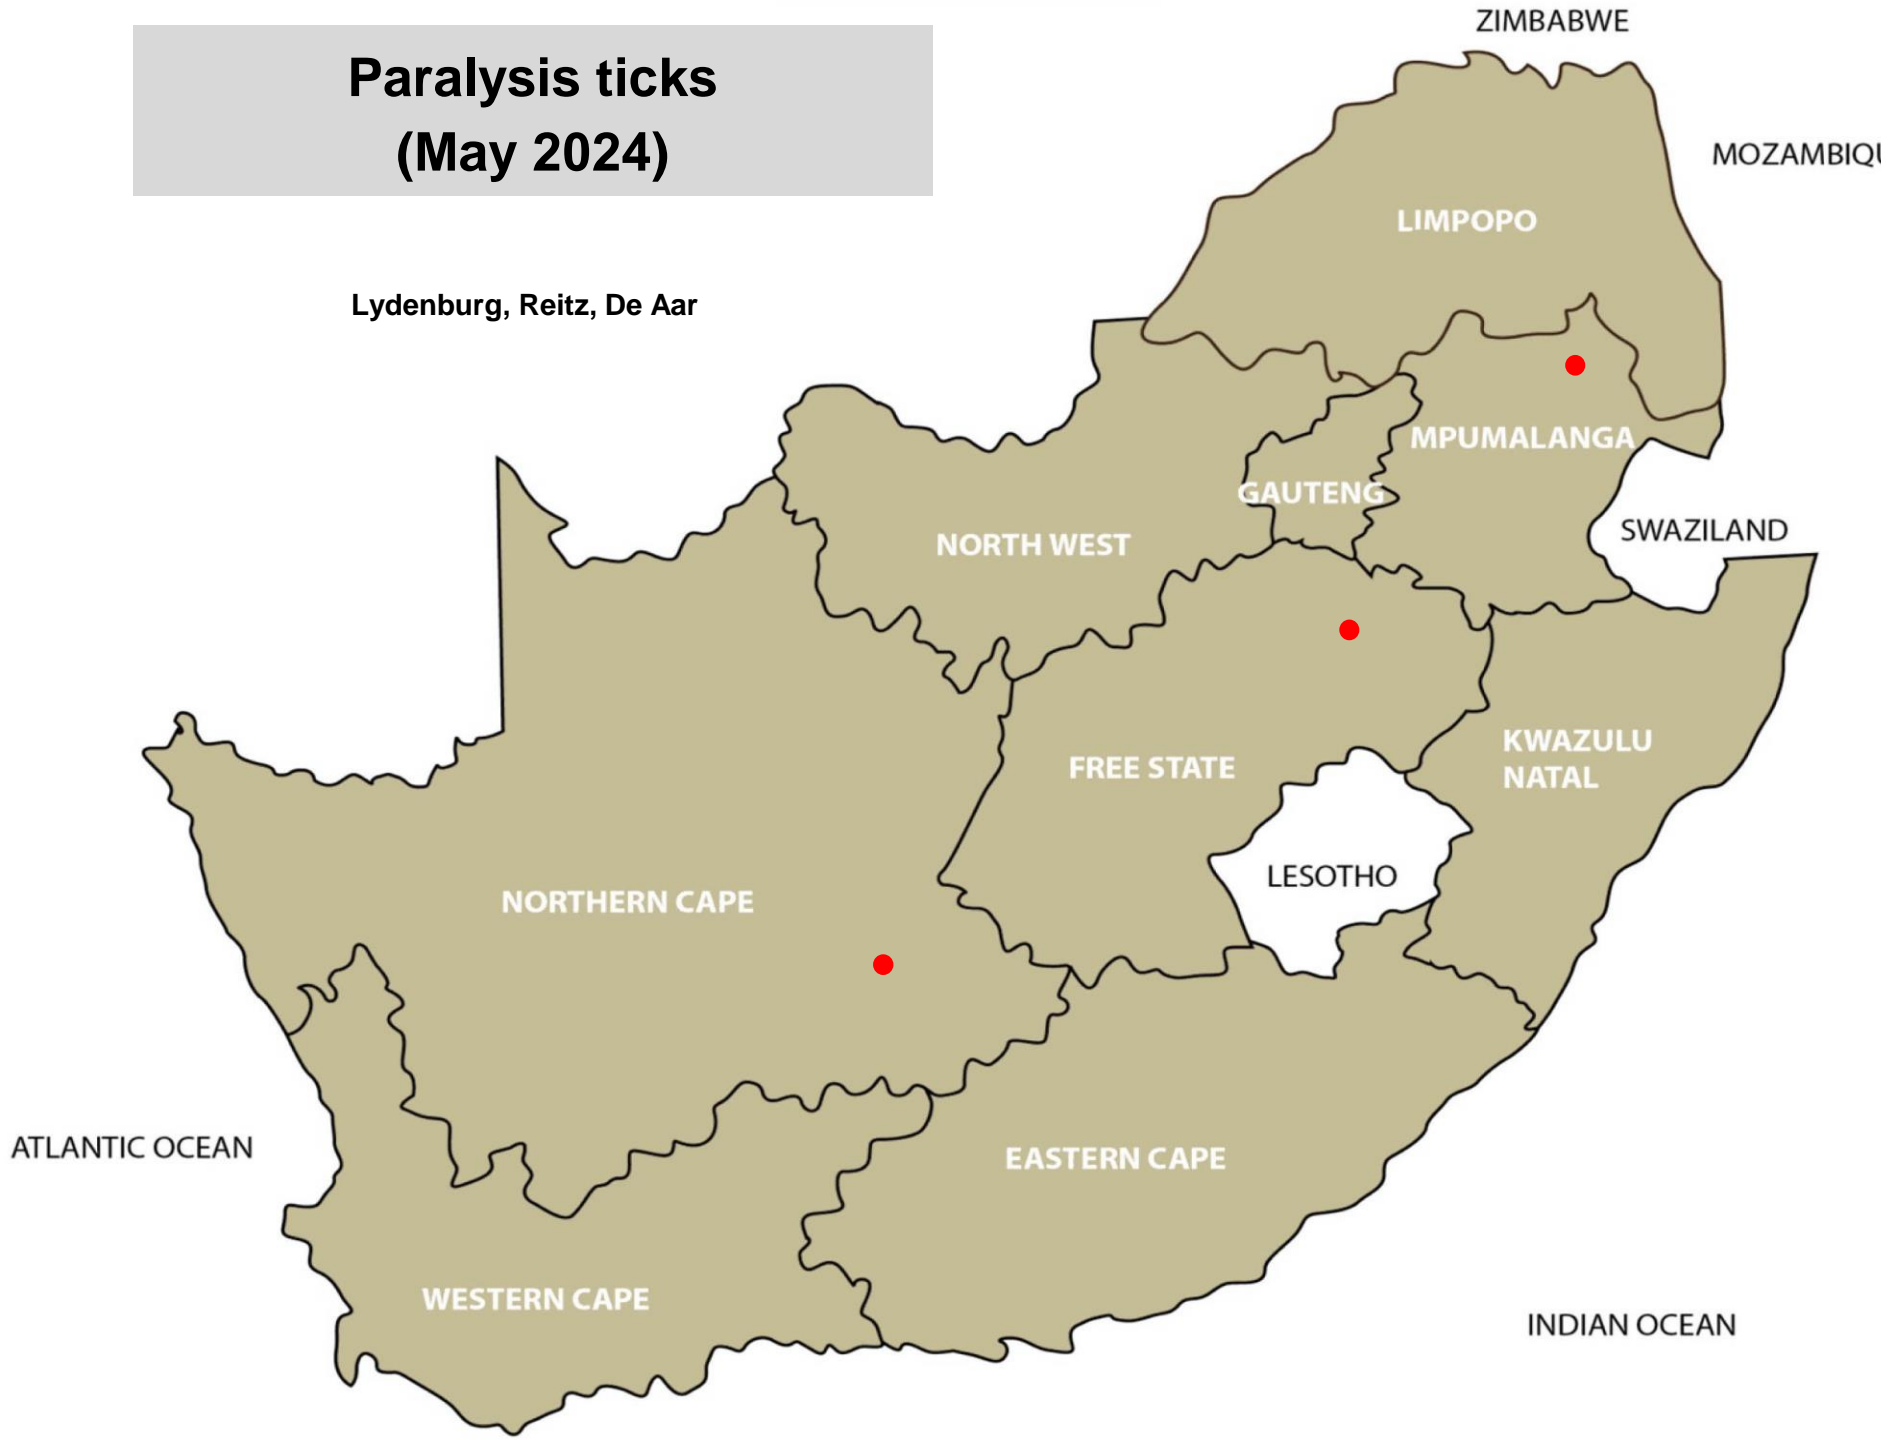 ZIMBABWE
Paralysis ticks
(May 2024)
MOZAMBIQU
LIMPOPO
Lydenburg, Reitz, De Aar
MPUMALANGA
GAUTENG
NORTH WEST
SWAZILAND
KWAZULU
NATAL
FREE STATE
LESOTHO
NORTHERN CAPE
ATLANTIC OCEAN
EASTERN CAPE
WESTERN CAPE
INDIAN OCEAN